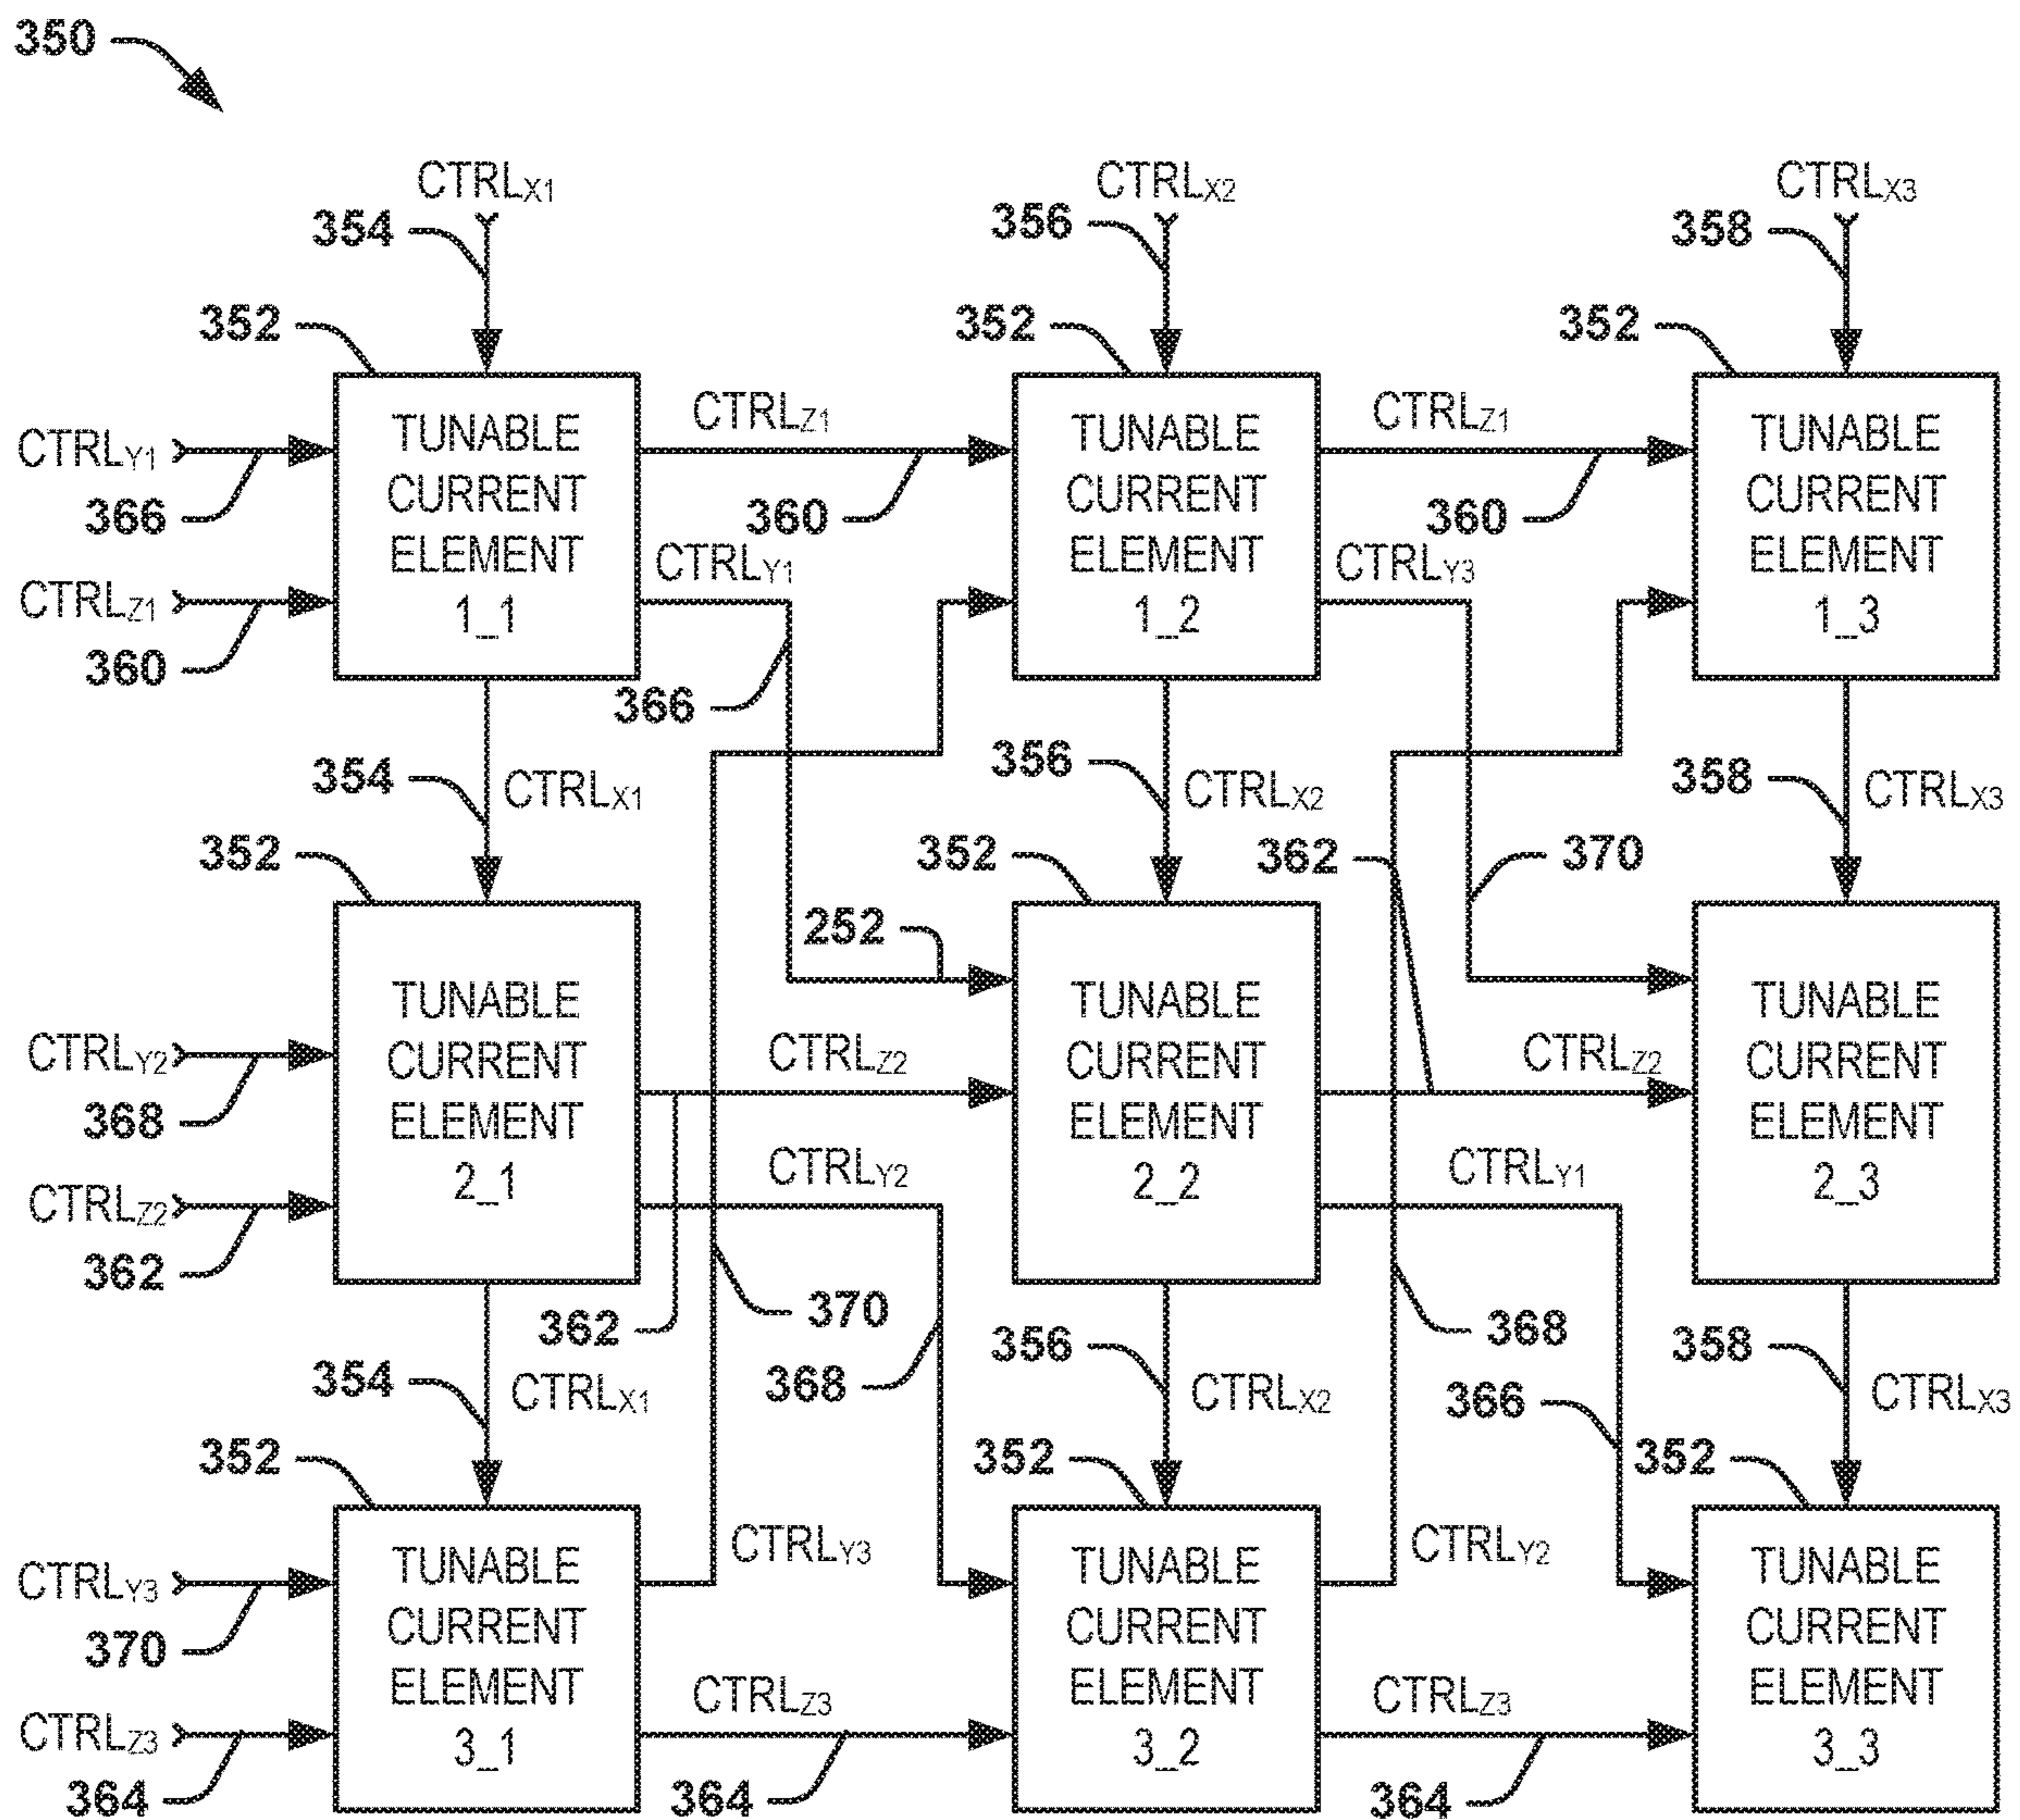 350
CTRLX1 CTRLX2 CTRLX3
354 356 358
352 352 352
TUNABLE CURRENT ELEMENT 1_1
TUNABLE CURRENT ELEMENT 1_2
TUNABLE CURRENT ELEMENT 1_3
CTRLY1 CTRLZ1 CTRLZ1
366 360 360
CTRLY1 CTRLY3
CTRLZ1
360 366
354 CTRLX1 356 CTRLX2 358 CTRLX3
352 352 362 370
252
TUNABLE CURRENT ELEMENT 2_1
TUNABLE CURRENT ELEMENT 2_2
TUNABLE CURRENT ELEMENT 2_3
CTRLY2 CTRLZ2 CTRLZ2
368
CTRLY2 CTRLY1
CTRLZ2
362 362 370 368
354 CTRLX1 368 356 CTRLX2 366 358 CTRLX3
352 352 352
TUNABLE CURRENT ELEMENT 3_1
TUNABLE CURRENT ELEMENT 3_2
TUNABLE CURRENT ELEMENT 3_3
CTRLY3 CTRLY3 CTRLY2
370
CTRLZ3 CTRLZ3 CTRLZ3
364 364 364